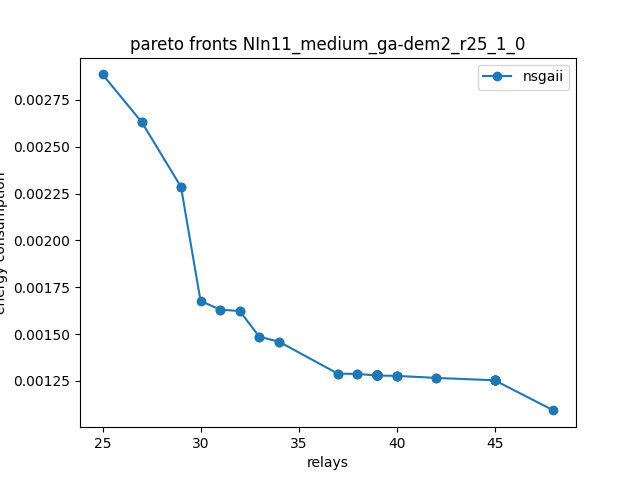 pareto fronts NIn11_medium_ga-dem2_r25_1_0
nsgaii
0.00275
0.00250
0.00225
0.00200
0.00175
0.00150
0.00125
energy consumption
25 30 35 40 45
relays